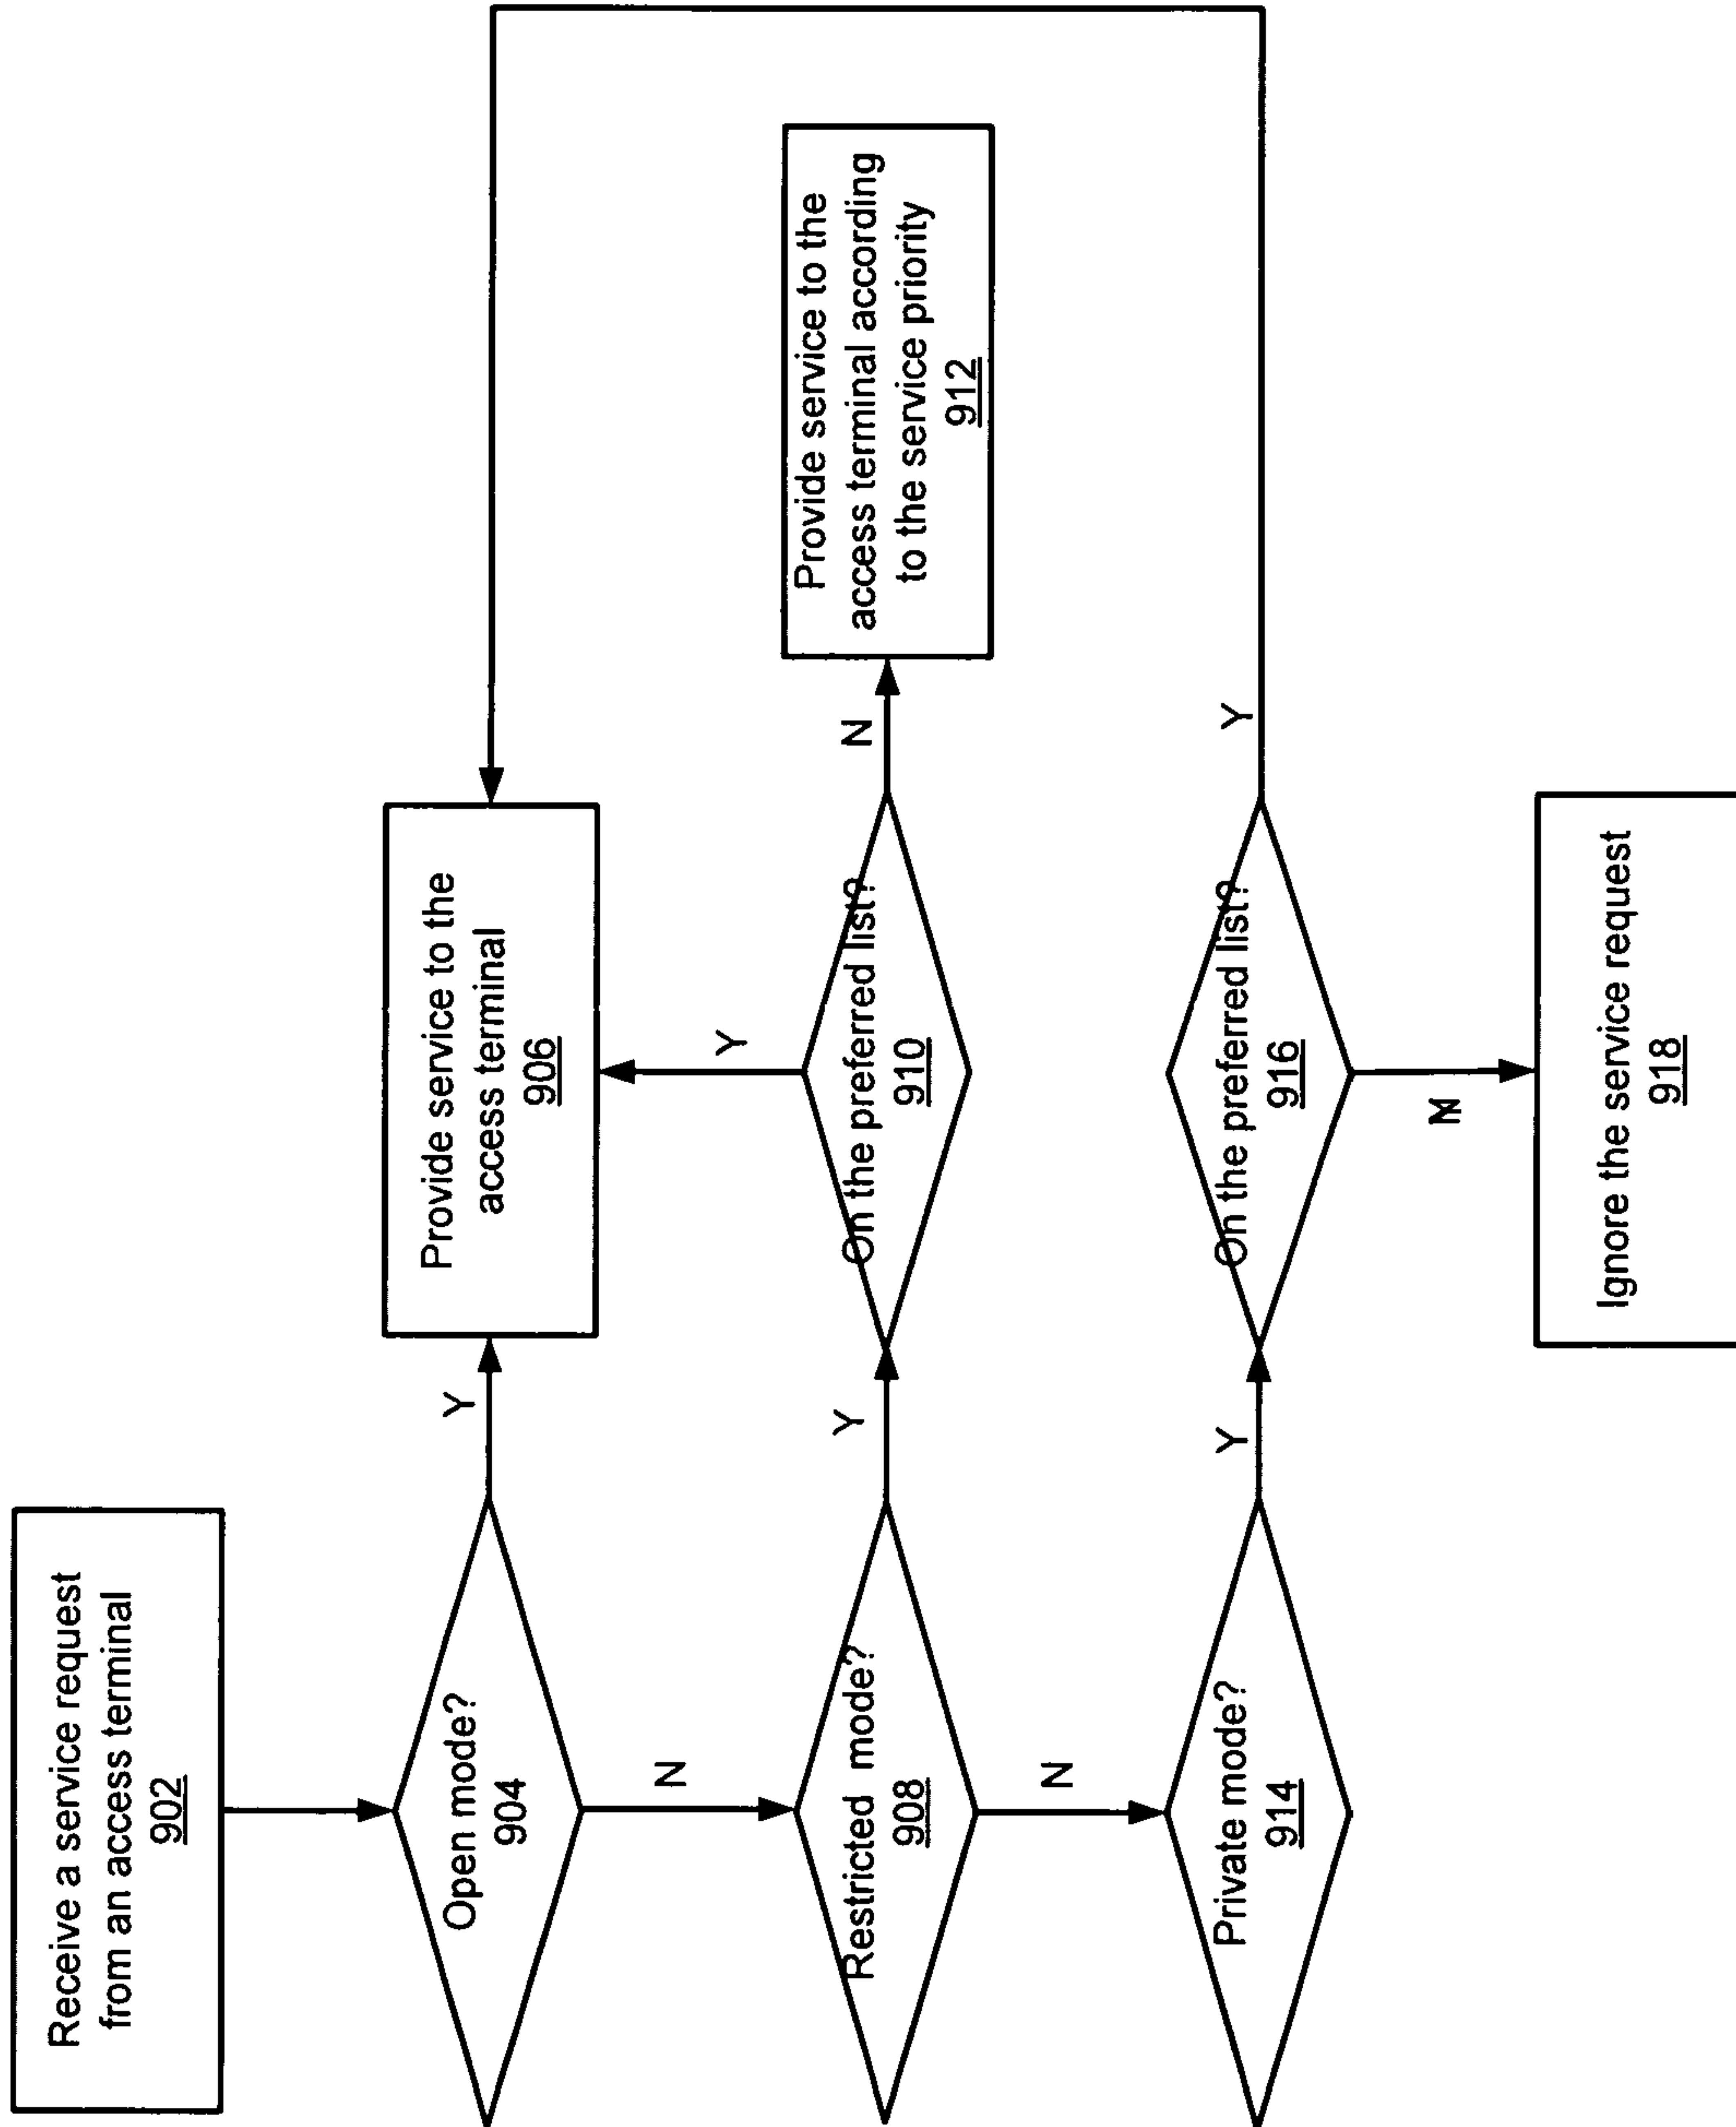 Receive a service request
from an access terminal
902
Open mode?
904
Y
Provide service to the
access terminal
906
N
Restricted mode?
908
Y
On the preferred list?
910
Y
N
Provide service to the
access terminal according
to the service priority
912
N
Private mode?
914
Y
On the preferred list?
916
Y
Ignore the service request
918